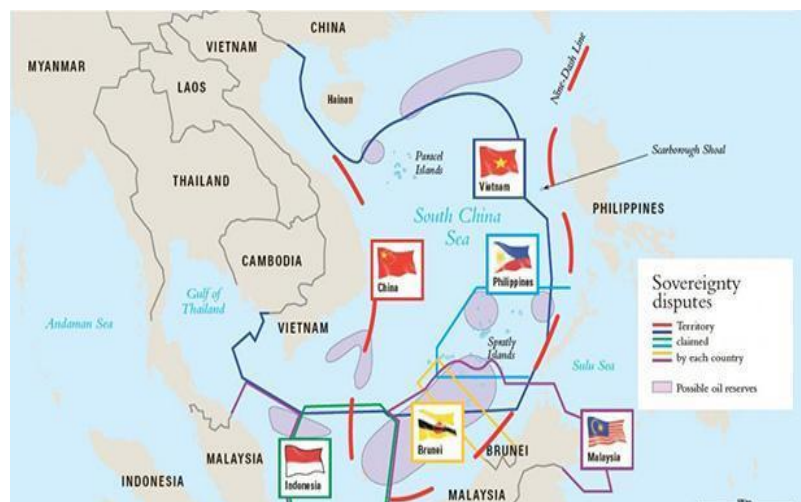 CHINA
VIETNAM
MYANMAR
LAOS
Hainan
Nine-Dash Line
Paracel
Islands
Vietnam
Scarborough Shoal
THAILAND
PHILIPPINES
South China
Sea
CAMBODIA
China
Philippines
Gulf of
Thailand
Andaman Sea
VIETNAM
Spratly
Islands
Sulu Sea
Sovereignty
disputes
Territory
claimed
by each country
Possible oil reserves
Brunei
BRUNEI
Malaysia
MALAYSIA
Indonesia
INDONESIA
MALAYSIA